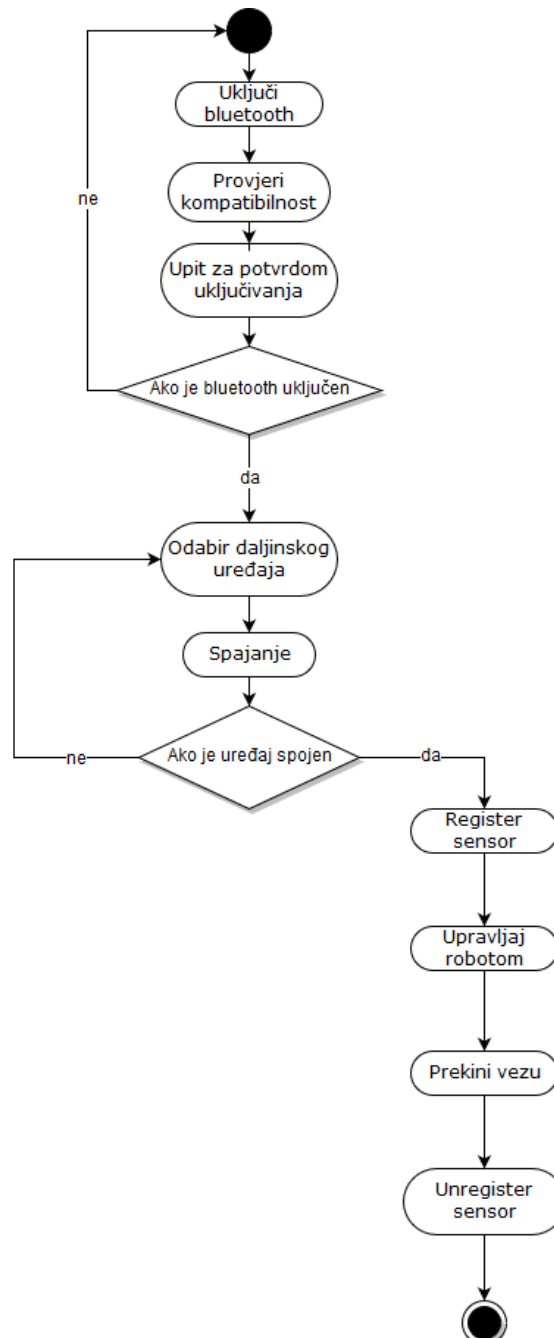 Uključi
bluetooth
Provjeri
kompatibilnost
ne
Upit za potvrdom
uključivanja
Ako je bluetooth uključen
da
Odabir daljinskog
uređaja
Spajanje
Ako je uređaj spojen
ne
da
Register
sensor
Upravljaj
robotom
Prekini vezu
Unregister
sensor